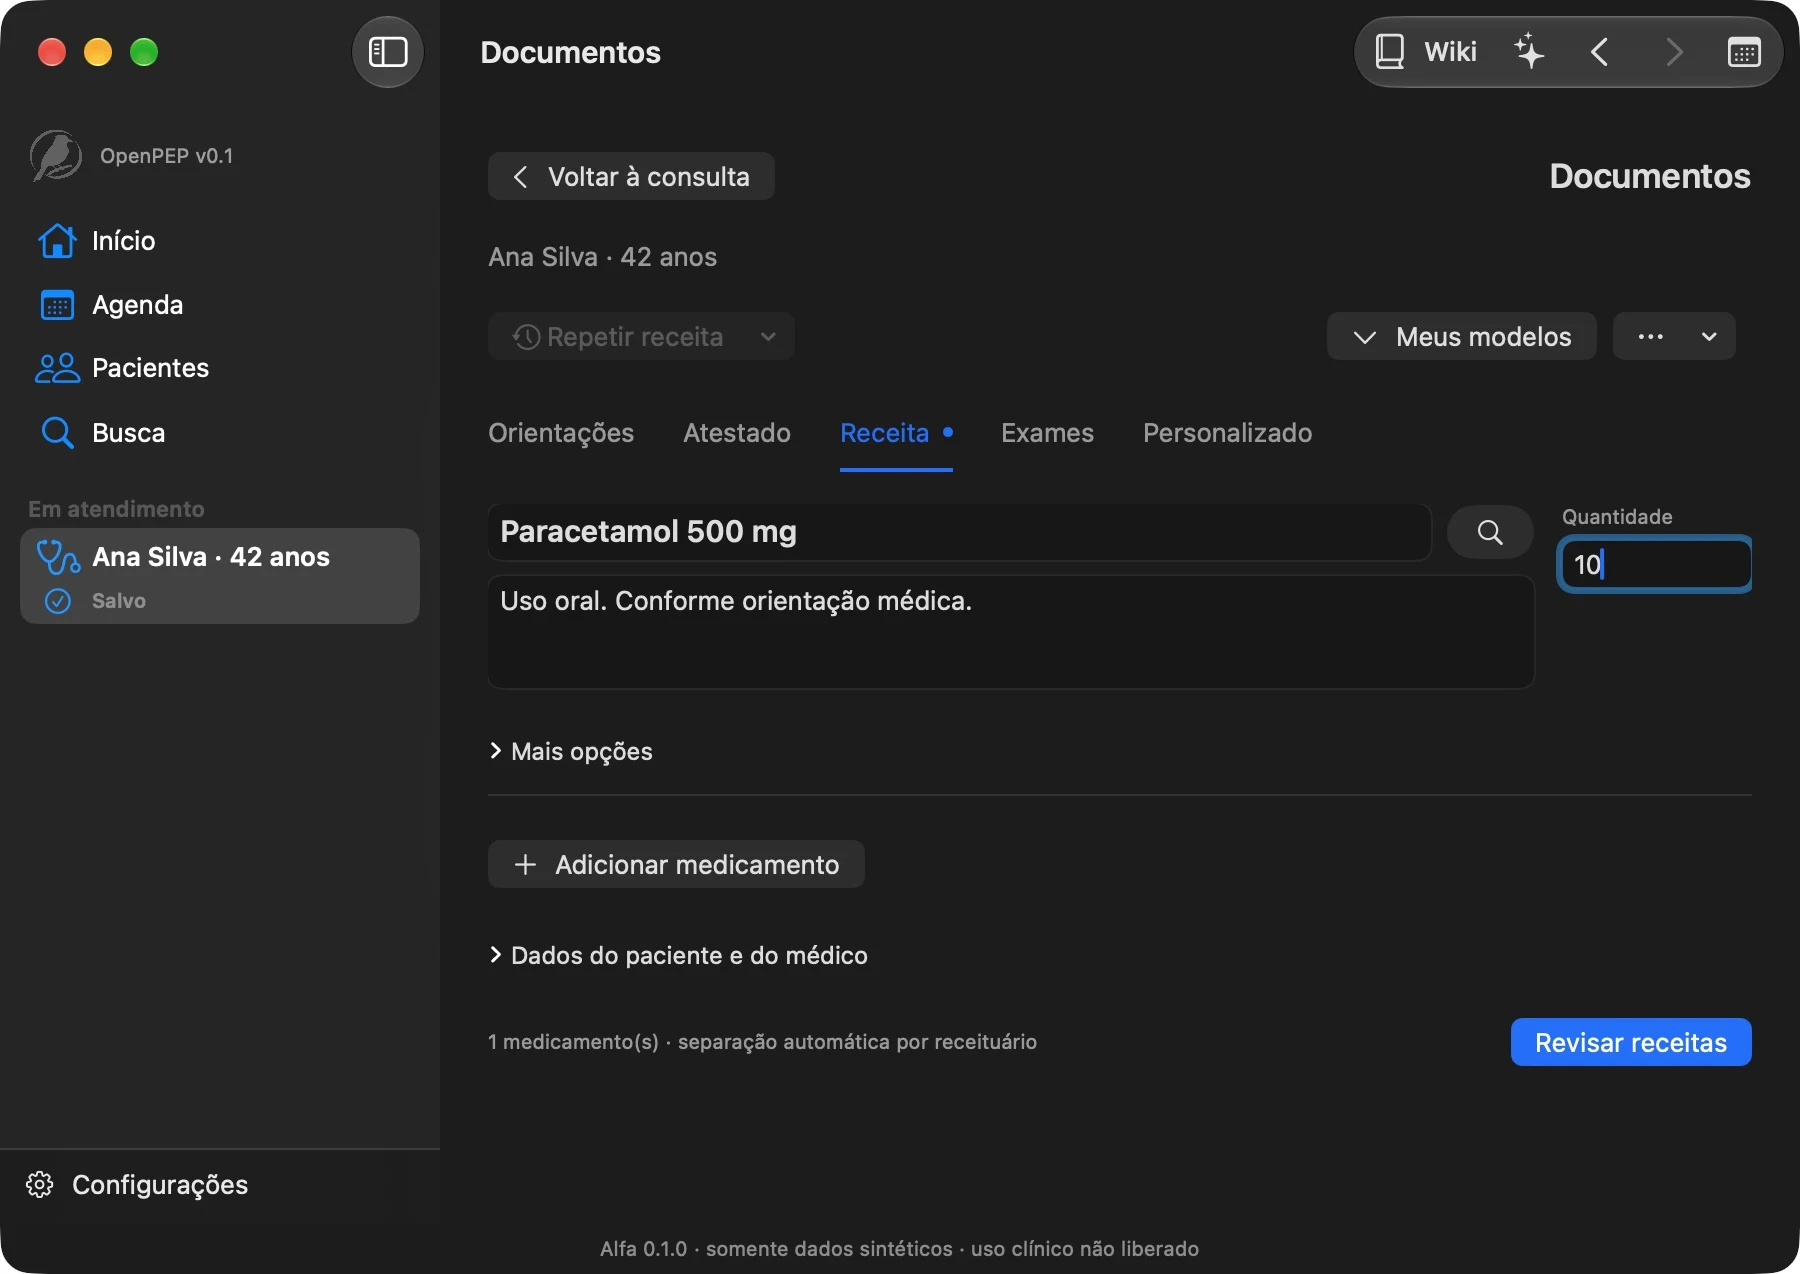 Documentos
Wiki
OpenPEP v0.1
Início
Agenda
Pacientes
Busca
Em atendimento
Ana Silva · 42 anos
Salvo
Configurações
Voltar à consulta
Documentos
Ana Silva · 42 anos
Repetir receita
Meus modelos
Orientações Atestado Receita • Exames Personalizado
Paracetamol 500 mg
Quantidade
10
Uso oral. Conforme orientação médica.
Mais opções
+ Adicionar medicamento
Dados do paciente e do médico
1 medicamento(s) · separação automática por receituário
Revisar receitas
Alfa 0.1.0 · somente dados sintéticos · uso clínico não liberado